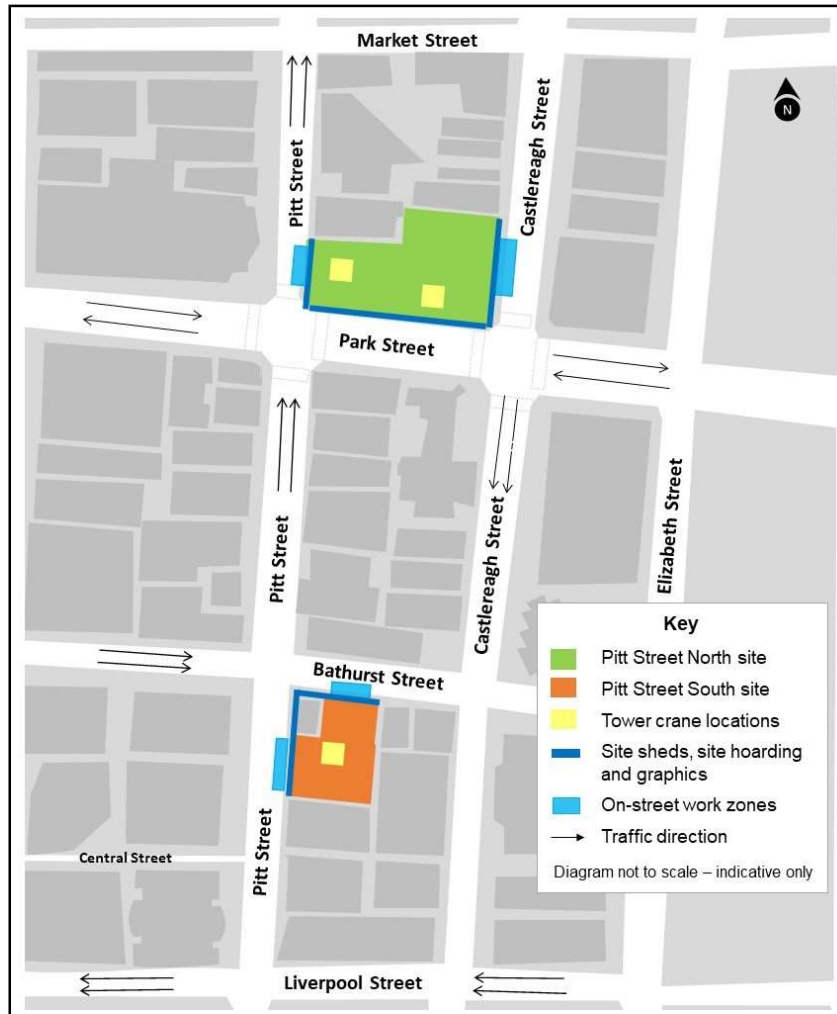 Market Street
N
Pitt Street
Castlereagh Street
Park Street
Pitt Street
Castlereagh Street
Elizabeth Street
Bathurst Street
Pitt Street
Central Street
Liverpool Street
Key
Pitt Street North site
Pitt Street South site
Tower crane locations
Site sheds, site hoarding
and graphics
On-street work zones
Traffic direction
Diagram not to scale – indicative only